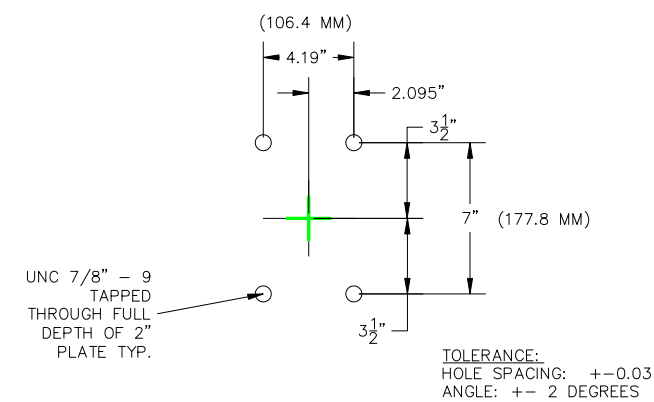 (106.4 MM)
4.19"
2.095"
3 1/2"
7" (177.8 MM)
UNC 7/8" - 9
TAPPED
THROUGH FULL
DEPTH OF 2"
PLATE TYP.
3 1/2"
TOLERANCE:
HOLE SPACING: +-0.03
ANGLE: +- 2 DEGREES